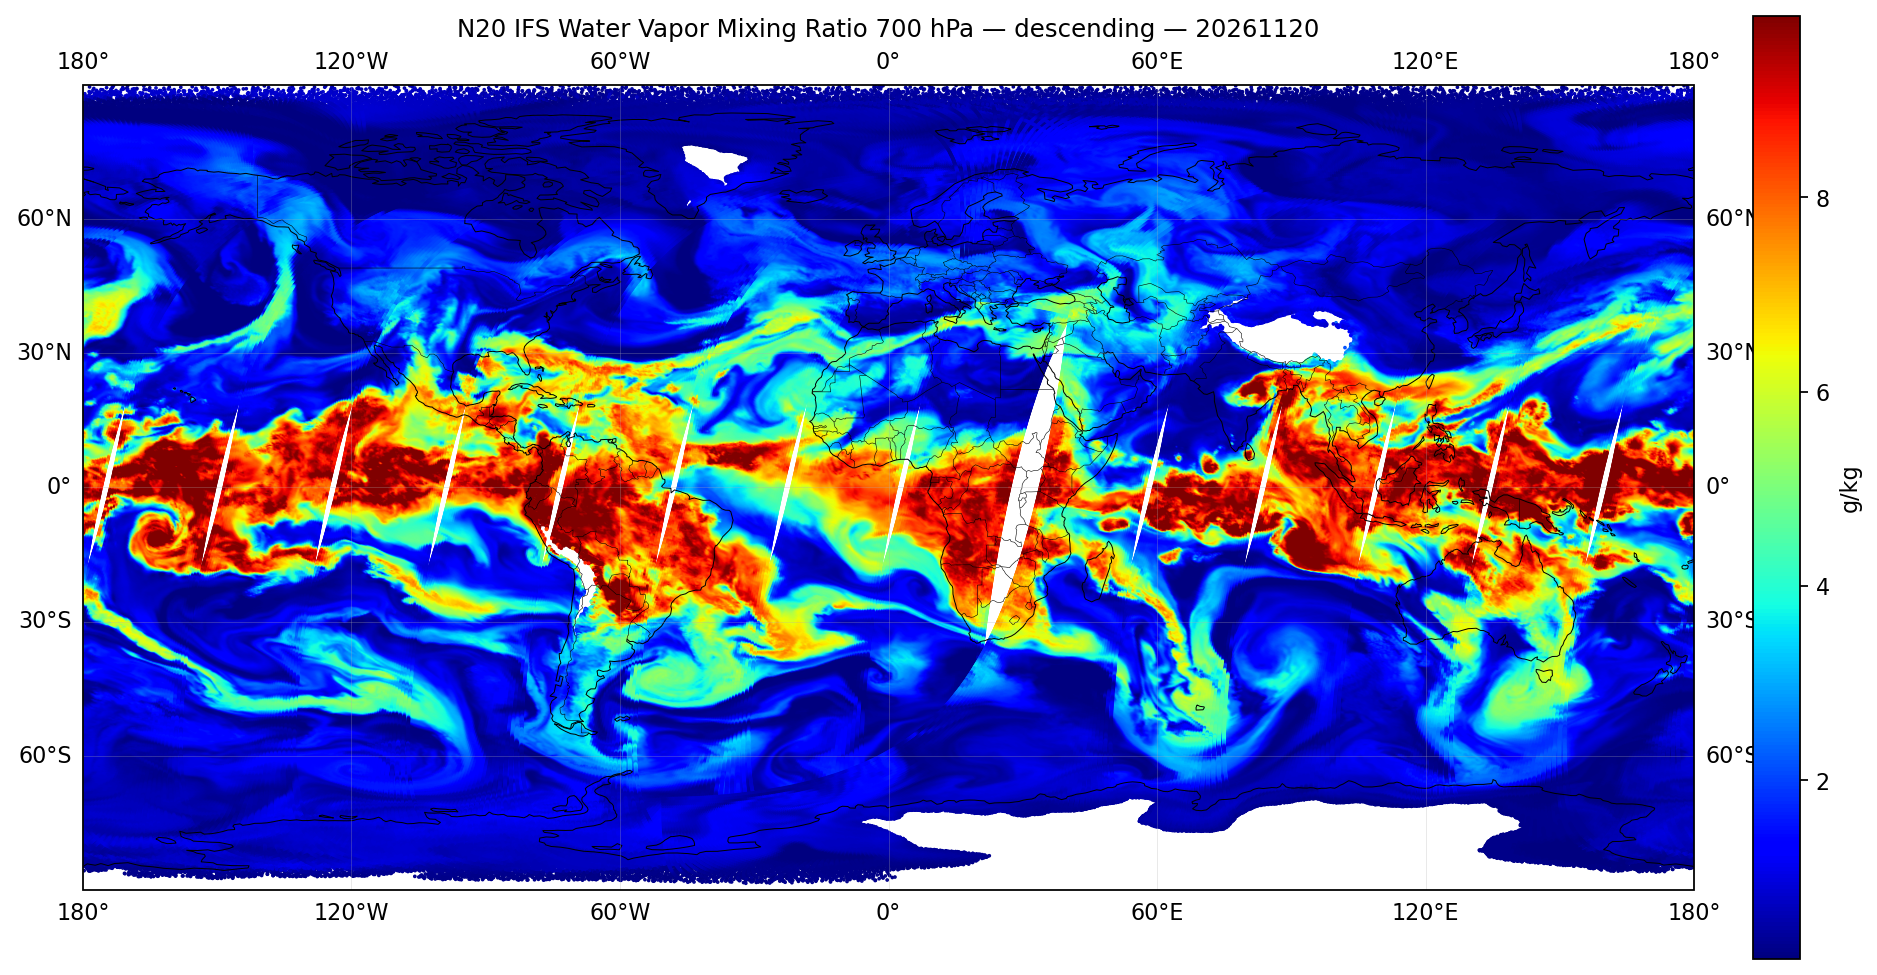 N20 IFS Water Vapor Mixing Ratio 700 hPa — descending — 20261120
180° 120°W 60°W 0° 60°E 120°E 180°
60°N 60°N
30°N 30°N
0° 0°
30°S 30°S
60°S 60°S
180° 120°W 60°W 0° 60°E 120°E 180°
8
6
4
2
g/kg